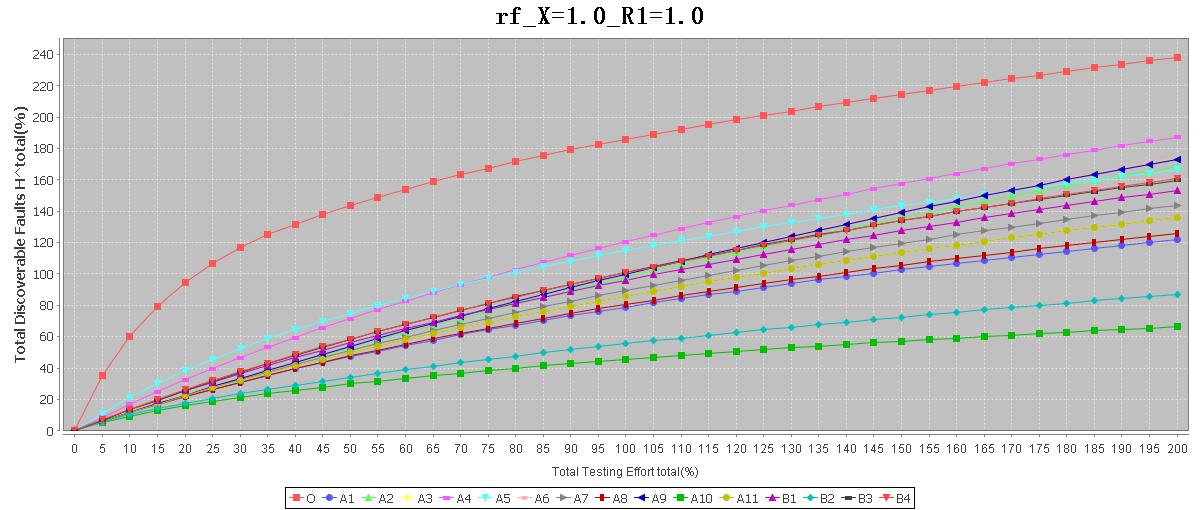 rf_X=1.0_R1=1.0
Total Discoverable Faults H^total(%)
240
220
200
180
160
140
120
100
80
60
40
20
0
0 5 10 15 20 25 30 35 40 45 50 55 60 65 70 75 80 85 90 95 100 105 110 115 120 125 130 135 140 145 150 155 160 165 170 175 180 185 190 195 200
Total Testing Effort total(%)
O A1 A2 A3 A4 A5 A6 A7 A8 A9 A10 A11 B1 B2 B3 B4